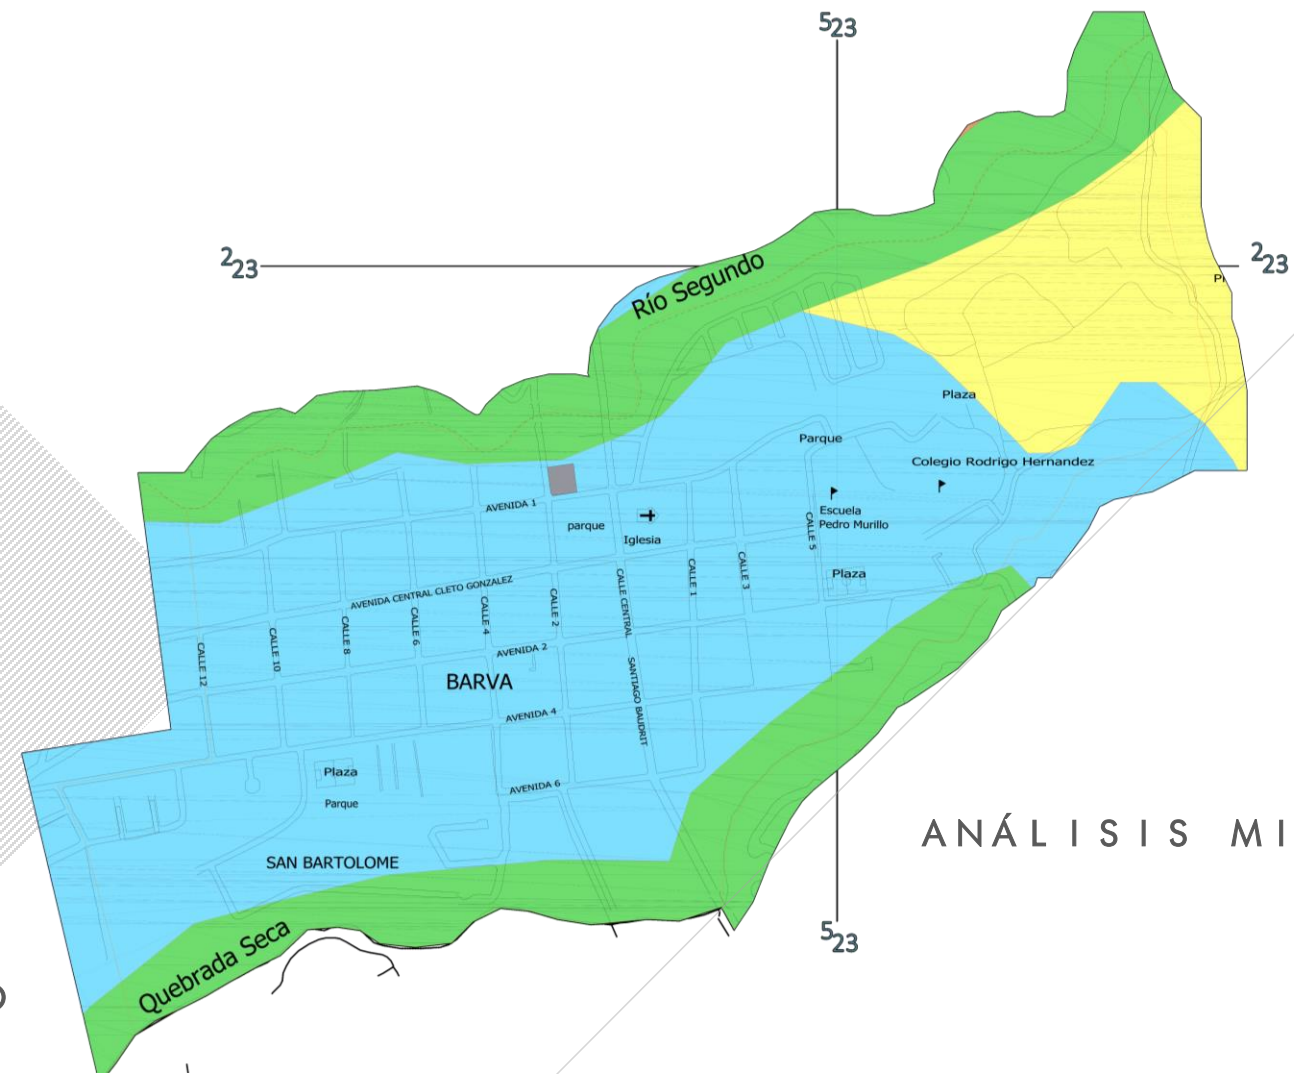 523
223
223
Río Segundo
Plaza
Parque
Colegio Rodrigo Hernandez
AVENIDA 1
parque
Iglesia
Escuela
Pedro Murillo
CALLE 5
Plaza
AVENIDA CENTRAL CLETO GONZALEZ
CALLE 12
CALLE 10
CALLE 8
CALLE 6
CALLE 4
CALLE 2
CALLE CENTRAL
CALLE 1
CALLE 3
AVENIDA 2
BARVA
SANTIAGO BAUDRIT
AVENIDA 4
Plaza
Parque
AVENIDA 6
SAN BARTOLOME
ANÁLISIS MI
Quebrada Seca
523